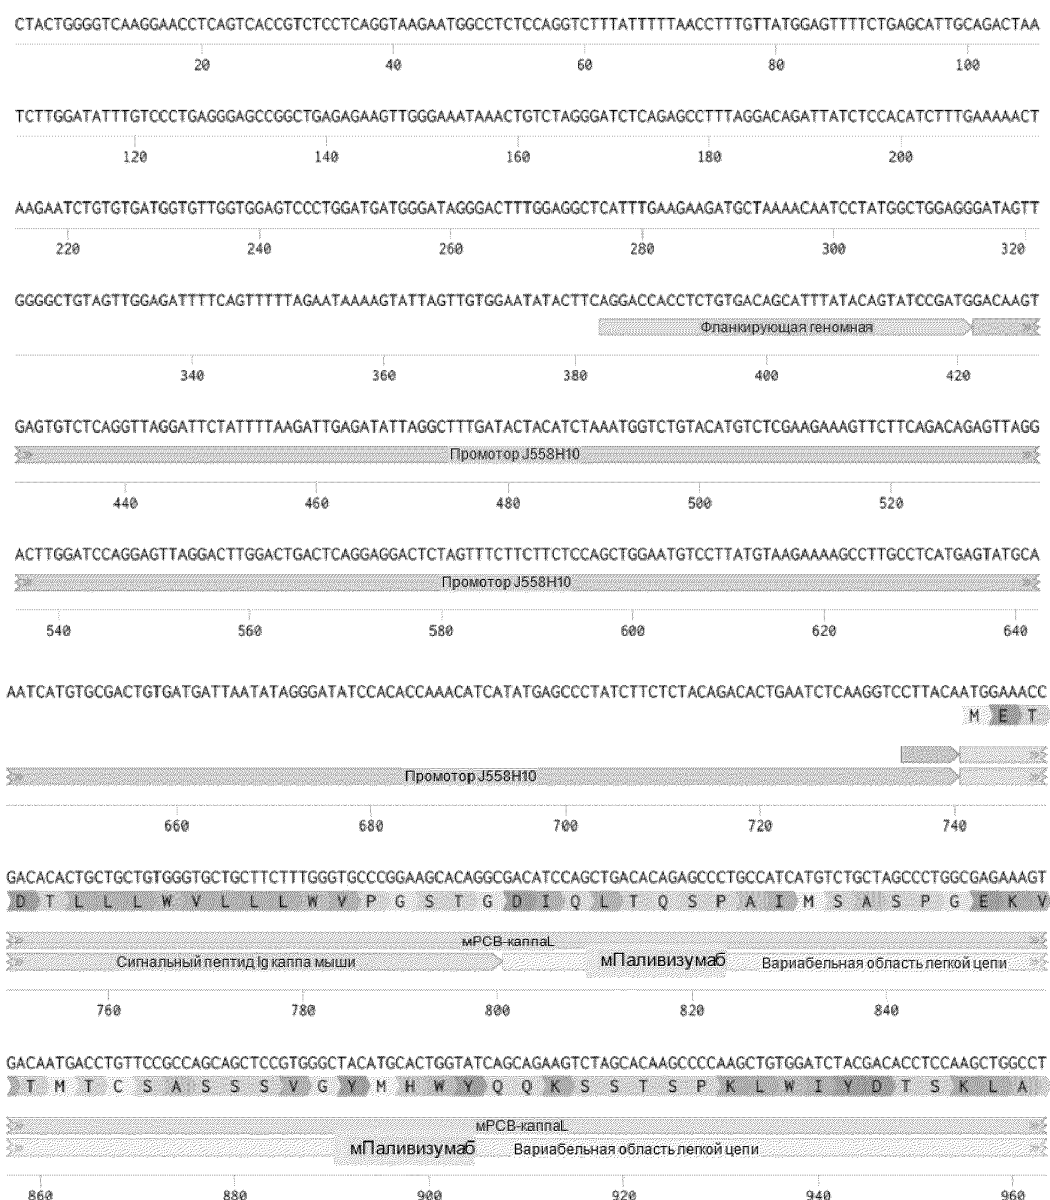 CTACTGGGGTCAAGGAACCTCAGTCACCGTCTCCTCAGGTAAGAATGGCCTCTCCAGGTCTTTATTTTTAACCTTTGTTATGGAGTTTTCTGAGCATTGCAGACTAA
20 40 60 80 100
TCTTGGATATTTGTCCCTGAGGGAGCCGGCTGAGAGAAGTTGGGAAATAAACTGTCTAGGGATCTCAGAGCCTTTAGGACAGATTATCTCCACATCTTTGAAAAACT
120 140 160 180 200
AAGAATCTGTGTGATGGTGTTGGTGGAGTCCCTGGATGATGGGATAGGGACTTTGGAGGCTCATTTGAAGAAGATGCTAAAACAATCCTATGGCTGGAGGGATAGTT
220 240 260 280 300 320
GGGGCTGTAGTTGGAGATTTTCAGTTTTTAGAATAAAAGTATTAGTTGTGGAATATACTTCAGGACCACCTCTGTGACAGCATTTATACAGTATCCGATGGACAAGT
Фланкирующая геномная
340 360 380 400 420
GAGTGTCTCAGGTTAGGATTCTATTTTAAGATTGAGATATTAGGCTTTGATACTACATCTAAATGGTCTGTACATGTCTCGAAGAAAGTTCTTCAGACAGAGTTAGG
Промотор J558H10
440 460 480 500 520
ACTTGGATCCAGGAGTTAGGACTTGGACTGACTCAGGAGGACTCTAGTTTCTTCTTCTCCAGCTGGAATGTCCTTATGTAAGAAAAGCCTTGCCTCATGAGTATGCA
Промотор J558H10
540 560 580 600 620 640
AATCATGTGCGACTGTGATGATTAATATAGGGATATCCACACCAAACATCATATGAGCCCTATCTTCTCTACAGACACTGAATCTCAAGGTCCTTACAATGGAAACC
M E T
Промотор J558H10
660 680 700 720 740
GACACACTGCTGCTGTGGGTGCTGCTTCTTTGGGTGCCCGGAAGCACAGGCGACATCCAGCTGACACAGAGCCCTGCCATCATGTCTGCTAGCCCTGGCGAGAAAGT
D T L L L W V L L L W V P G S T G D I Q L T Q S P A I M S A S P G E K V
мРСВ-каппаL
Сигнальный пептид Ig каппа мыши мПаливизумаб Вариабельная область легкой цепи
760 780 800 820 840
GACAATGACCTGTTCCGCCAGCAGCTCCGTGGGCTACATGCACTGGTATCAGCAGAAGTCTAGCACAAGCCCCAAGCTGTGGATCTACGACACCTCCAAGCTGGCCT
T M T C S A S S S V G Y M H W Y Q Q K S S T S P K L W I Y D T S K L A
мРСВ-каппаL
мПаливизумаб Вариабельная область легкой цепи
860 880 900 920 940 960